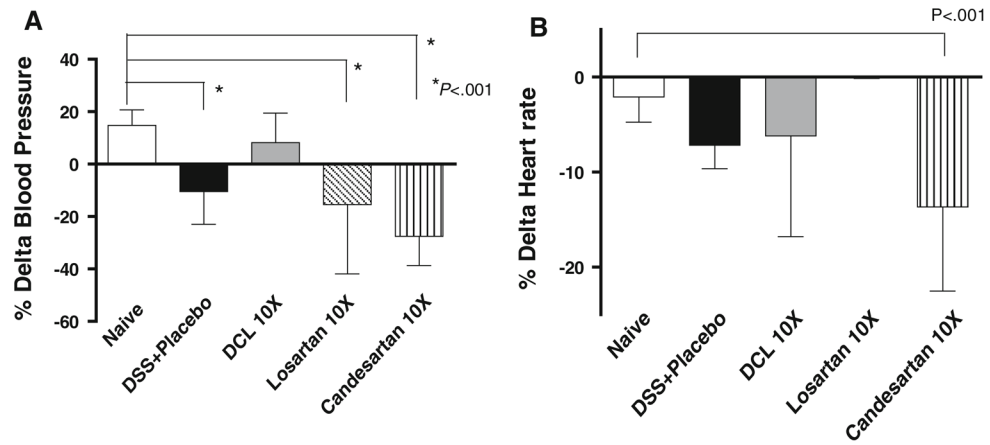 A
% Delta Blood Pressure
40
20
0
-20
-40
-60
*
*
*
*P<.001
Naive
DSS+Placebo
DCL 10X
Losartan 10X
Candesartan 10X
B
P<.001
% Delta Heart rate
0
-10
-20
Naive
DSS+Placebo
DCL 10X
Losartan 10X
Candesartan 10X